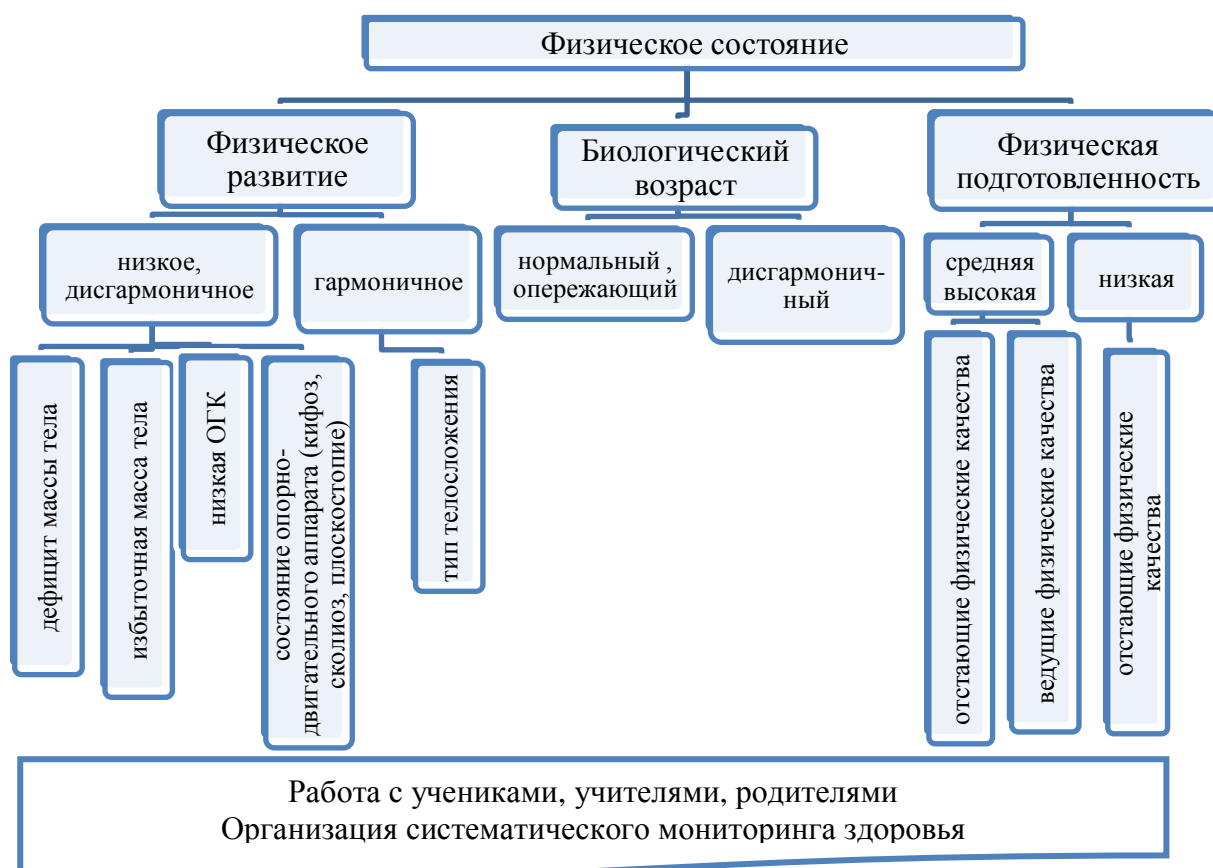 Физическое состояние
Физическое
развитие
Биологический
возраст
Физическая
подготовленность
низкое,
дисгармоничное
гармоничное
нормальный ,
опережающий
дисгармонич-
ный
средняя
высокая
низкая
дефицит массы тела
избыточная масса тела
низкая ОГК
состояние опорно-
двигательного аппарата (кифоз,
сколиоз, плоскостопие)
тип телосложения
отстающие физические качества
ведущие физические качества
отстающие физические
качества
Работа с учениками, учителями, родителями
Организация систематического мониторинга здоровья